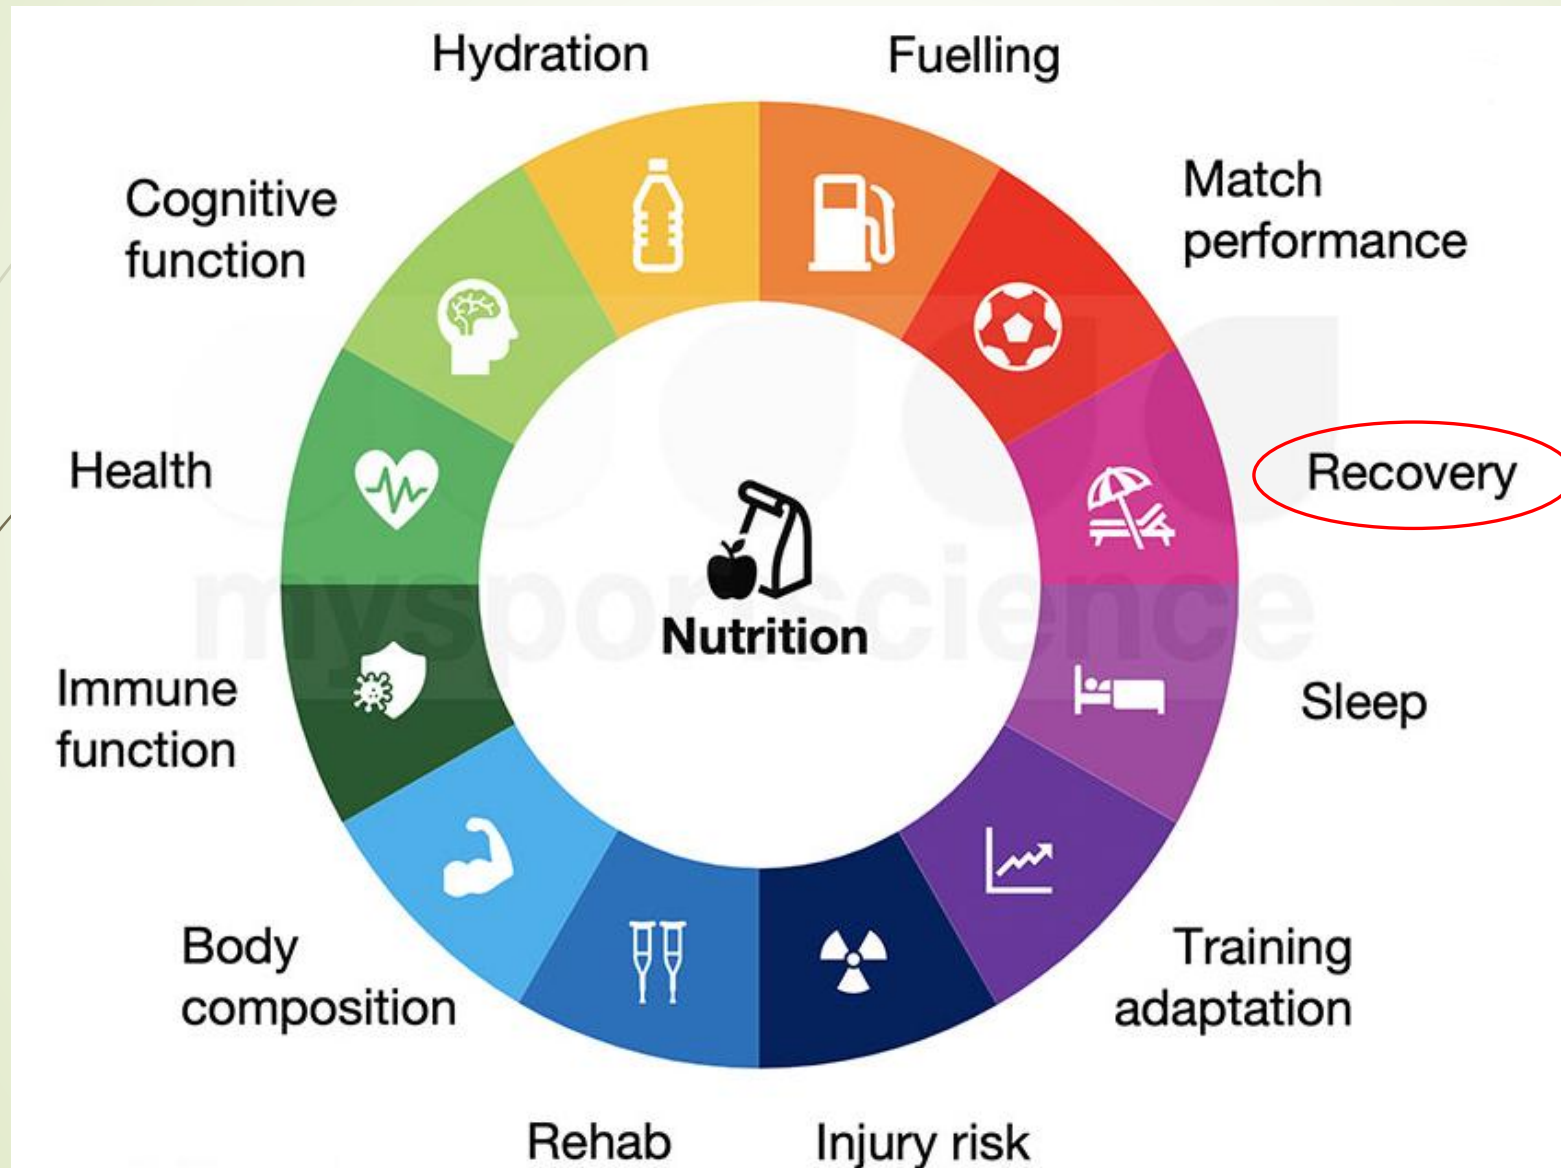 Hydration
Fuelling
Cognitive
function
Match
performance
Health
Recovery
Nutrition
mysportscience
Immune
function
Sleep
Body
composition
Training
adaptation
Rehab
Injury risk